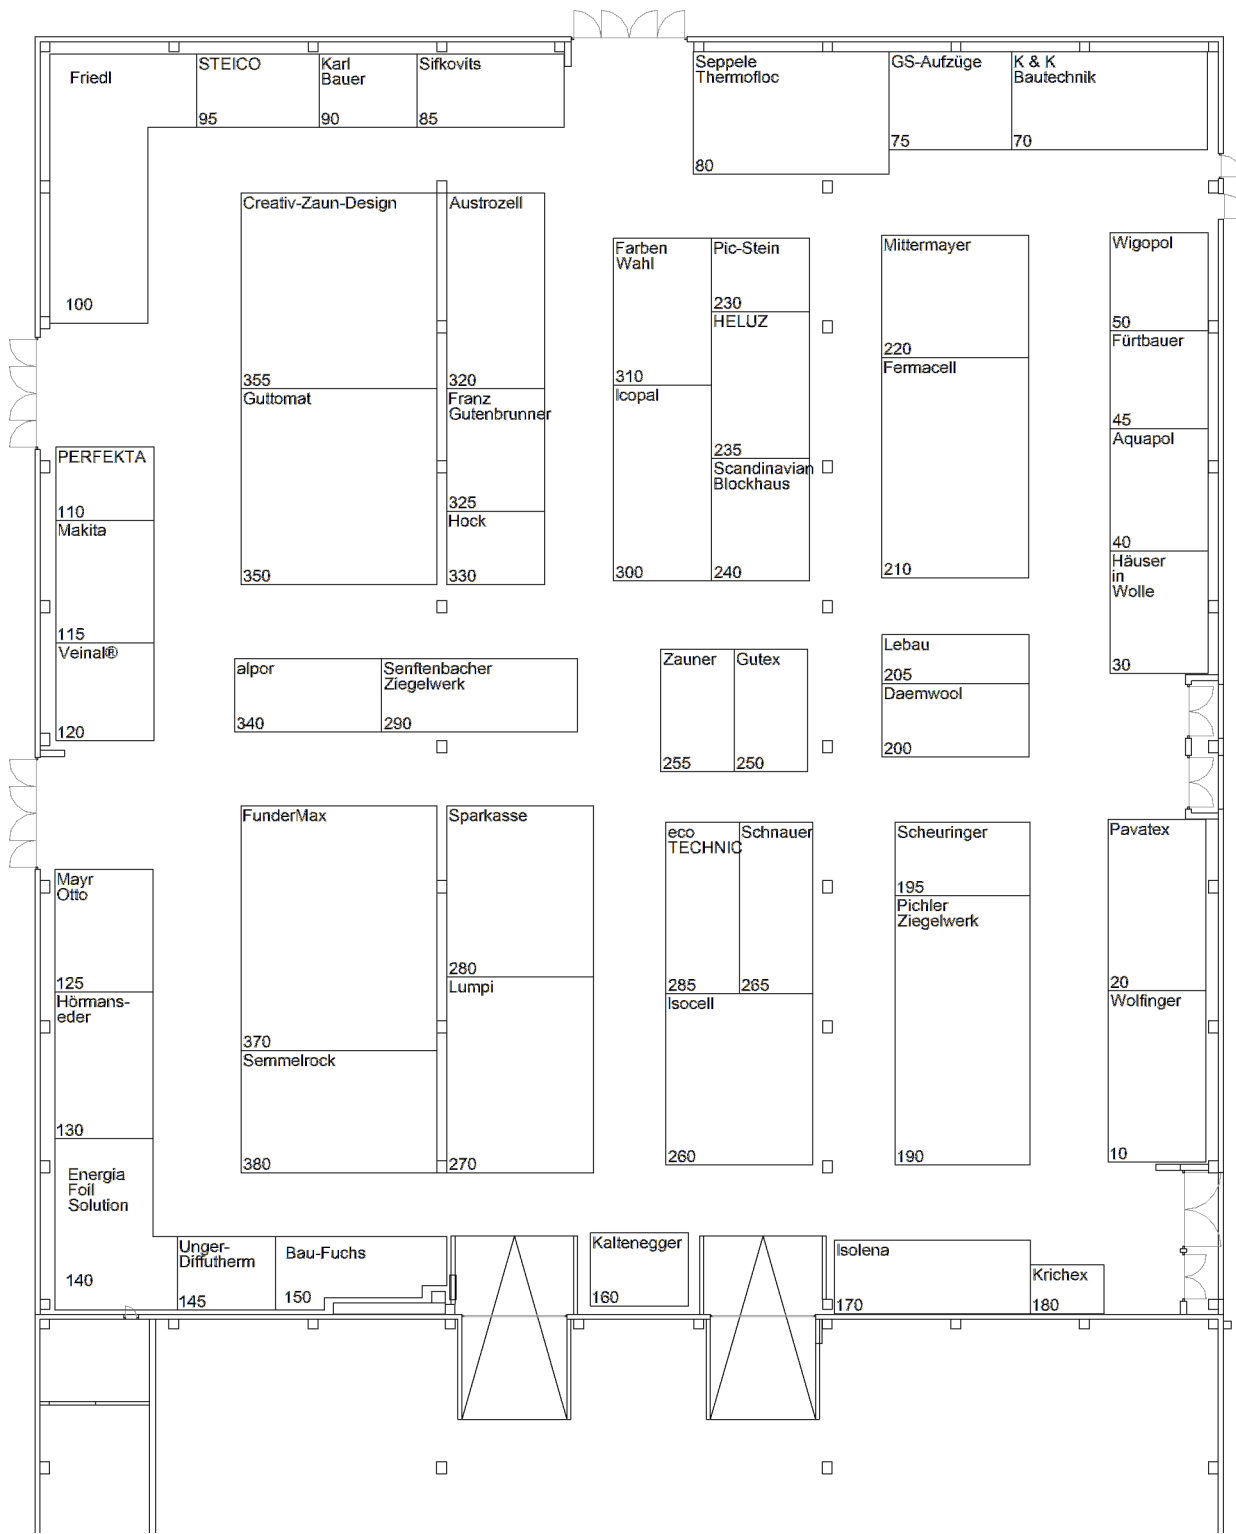 Friedl
100
STEICO
95
Karl
Bauer
90
Sifkovits
85
Seppele
Thermofloc
80
GS-Aufzüge
75
K & K
Bautechnik
70
Creativ-Zaun-Design
355
Austrozell
320
Guttomat
350
Franz
Gutenbrunner
325
Hock
330
Farben
Wahl
310
Pic-Stein
230
HELUZ
235
Icopal
300
Scandinavian
Blockhaus
240
Mittermayer
220
Fermacell
210
Wigopol
50
Fürtbauer
45
Aquapol
40
Häuser
in
Wolle
30
PERFEKTA
110
Makita
115
Veinal®
120
alpor
340
Senftenbacher
Ziegelwerk
290
Zauner
255
Gutex
250
Lebau
205
Daemwool
200
FunderMax
370
Sparkasse
280
Semmelrock
380
Lumpi
270
eco
TECHNIC
285
Schnauer
265
Isocell
260
Scheuringer
195
Pichler
Ziegelwerk
190
Pavatex
20
Wolfinger
10
Mayr
Otto
125
Hörmans-
eder
130
Energia
Foil
Solution
140
Unger-
Diffutherm
145
Bau-Fuchs
150
Kaltenegger
160
Isolena
170
Krichex
180